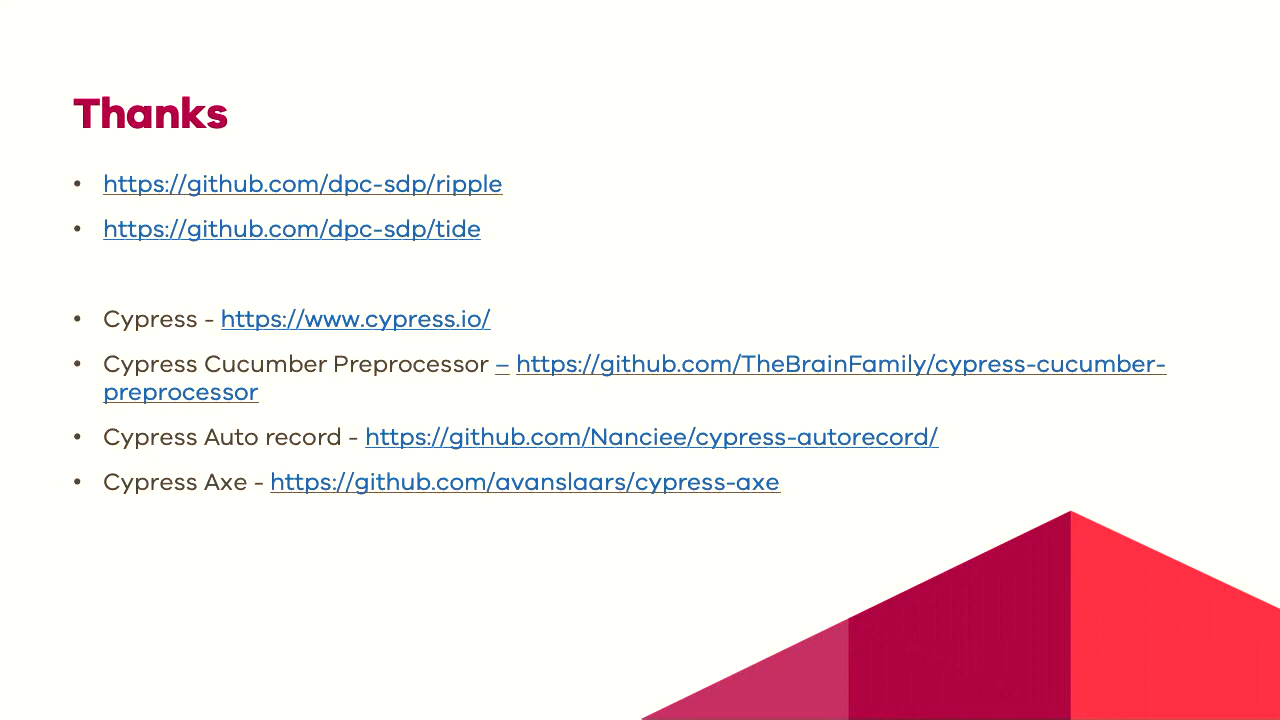 Thanks
• https://github.com/dpc-sdp/ripple
• https://github.com/dpc-sdp/tide
• Cypress - https://www.cypress.io/
• Cypress Cucumber Preprocessor – https://github.com/TheBrainFamily/cypress-cucumber-
preprocessor
• Cypress Auto record - https://github.com/Nanciee/cypress-autorecord/
• Cypress Axe - https://github.com/avanslaars/cypress-axe